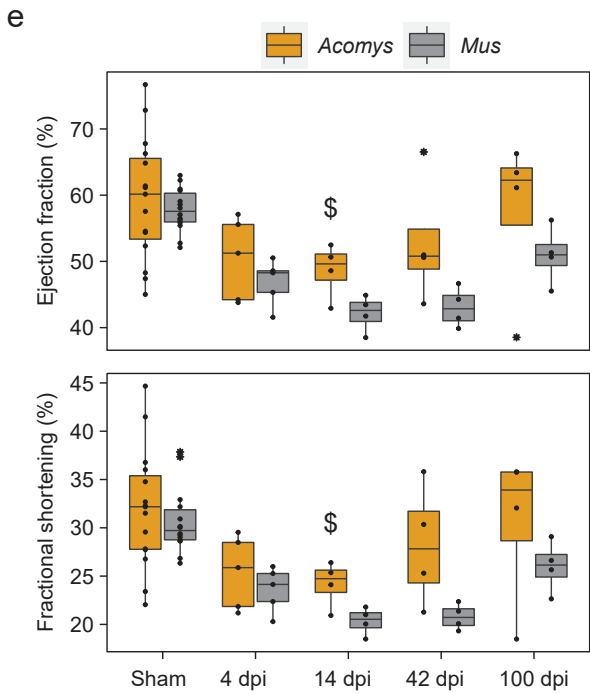 e
Acomys Mus
Ejection fraction (%)
70
60
50
40
$
Fractional shortening (%)
45
40
35
30
25
20
$
Sham 4 dpi 14 dpi 42 dpi 100 dpi